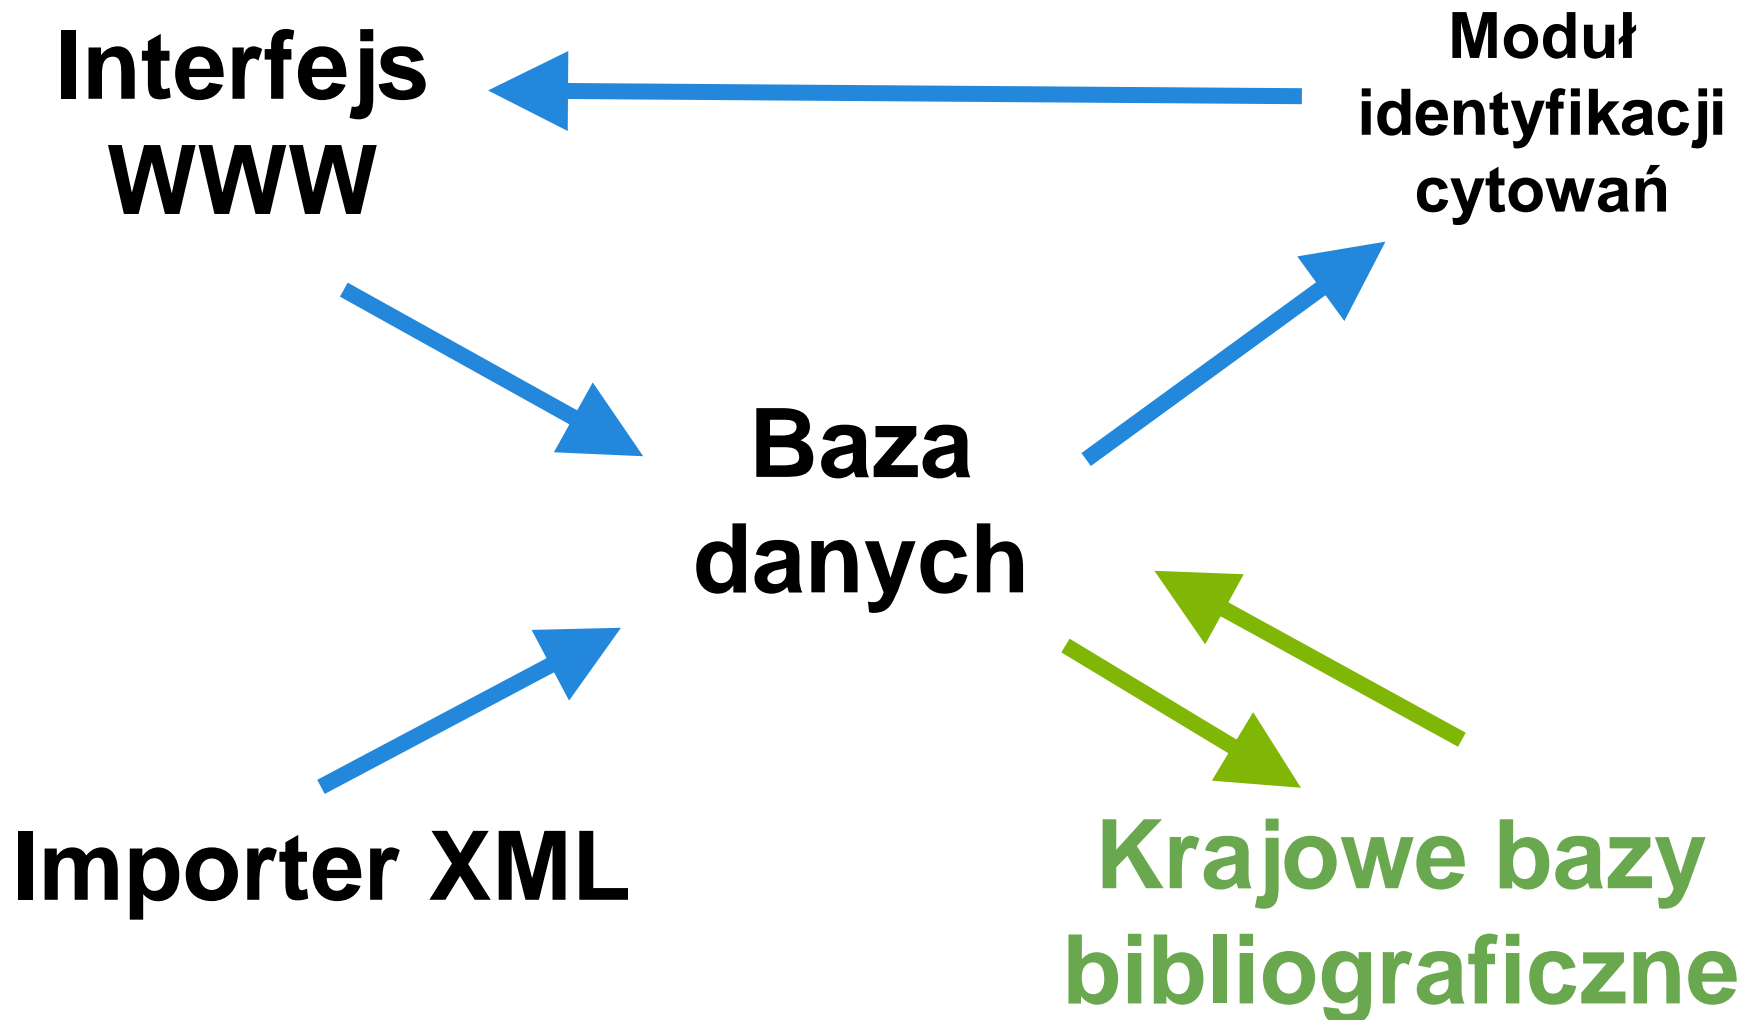 Interfejs
WWW
Moduł
identyfikacji
cytowań
Baza
danych
Importer XML
Krajowe bazy
bibliograficzne